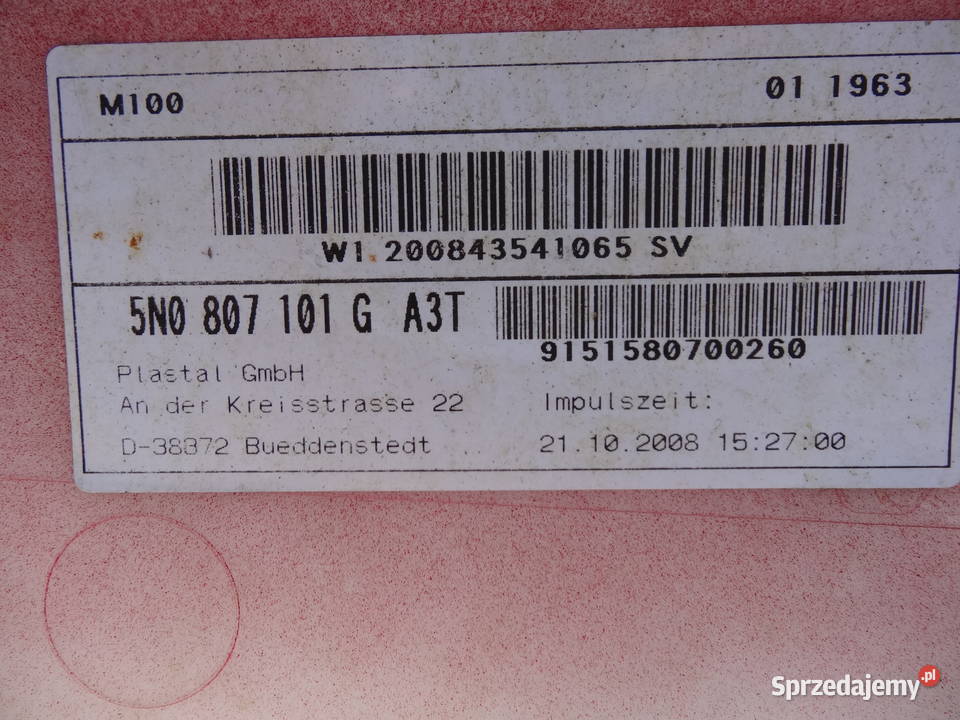 M100
01 1963
W1 200843541065 SV
5N0 807 101 G A3T
9151580700260
Plastal GmbH
An der Kreisstrasse 22
Impulszeit:
D-38372 Bueddenstedt
21.10.2008 15:27:00
Sprzedajemy.pl